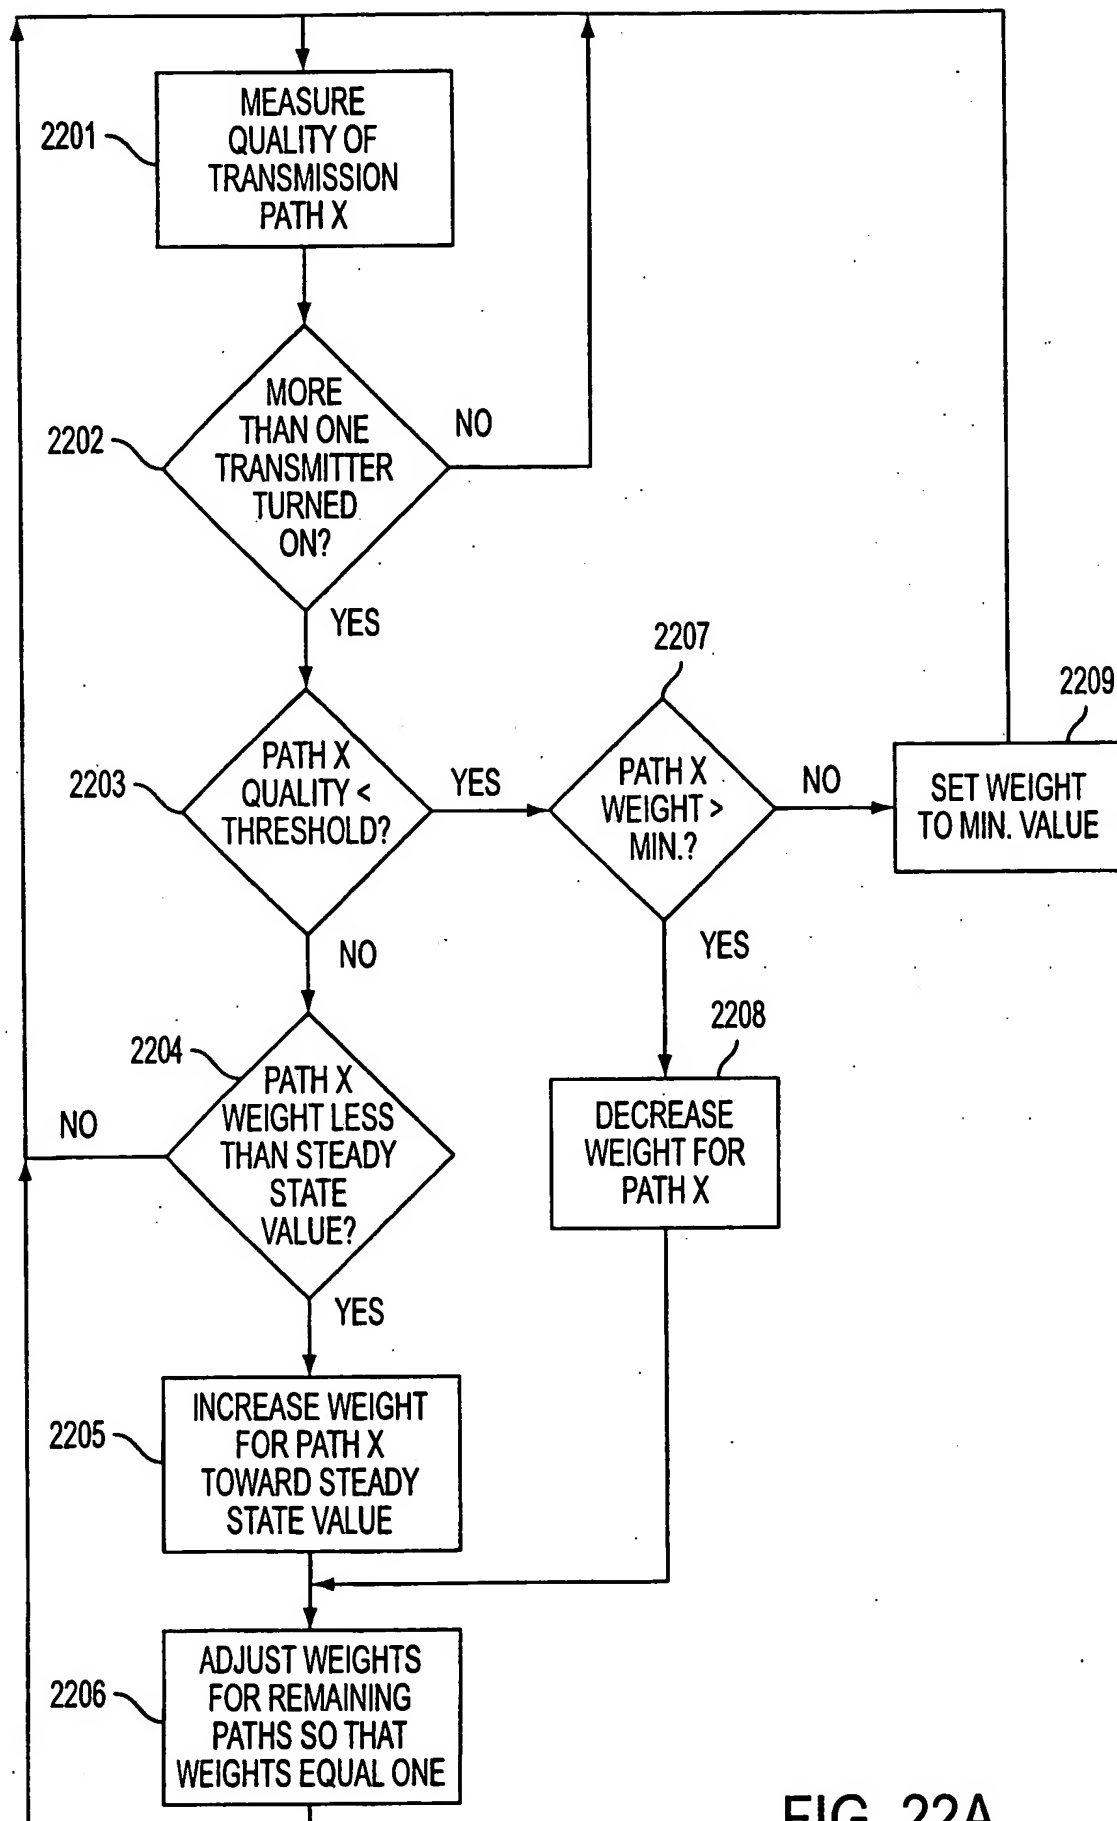 2201
MEASURE
QUALITY OF
TRANSMISSION
PATH X
2202
MORE
THAN ONE
TRANSMITTER
TURNED
ON?
NO
YES
2203
PATH X
QUALITY <
THRESHOLD?
YES
NO
2207
PATH X
WEIGHT >
MIN.?
NO
YES
2209
SET WEIGHT
TO MIN. VALUE
2204
PATH X
WEIGHT LESS
THAN STEADY
STATE
VALUE?
NO
YES
2208
DECREASE
WEIGHT FOR
PATH X
2205
INCREASE WEIGHT
FOR PATH X
TOWARD STEADY
STATE VALUE
2206
ADJUST WEIGHTS
FOR REMAINING
PATHS SO THAT
WEIGHTS EQUAL ONE
FIG. 22A